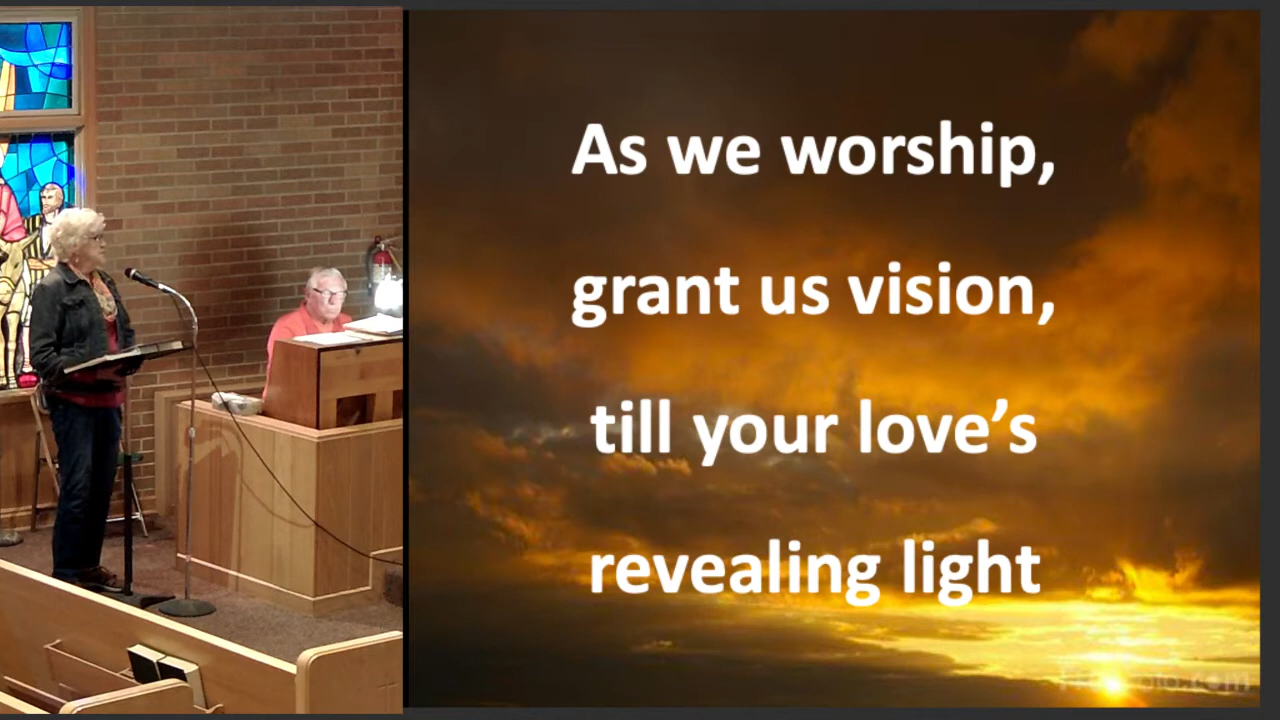 As we worship,
grant us vision,
till your love’s
revealing light